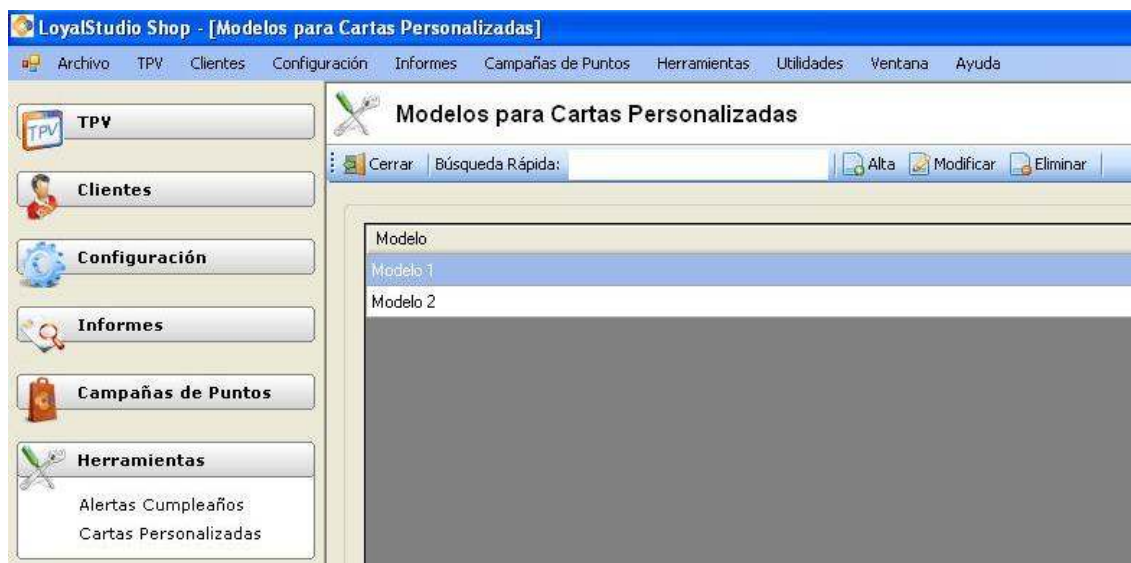 LoyalStudio Shop - [Modelos para Cartas Personalizadas]
Archivo TPV Clientes Configuración Informes Campañas de Puntos Herramientas Utilidades Ventana Ayuda
TPV
TPV
Modelos para Cartas Personalizadas
Cerrar Búsqueda Rápida: Alta Modificar Eliminar
Clientes
Configuración
Informes
Campañas de Puntos
Herramientas
Alertas Cumpleaños
Cartas Personalizadas
Modelo
Modelo 1
Modelo 2